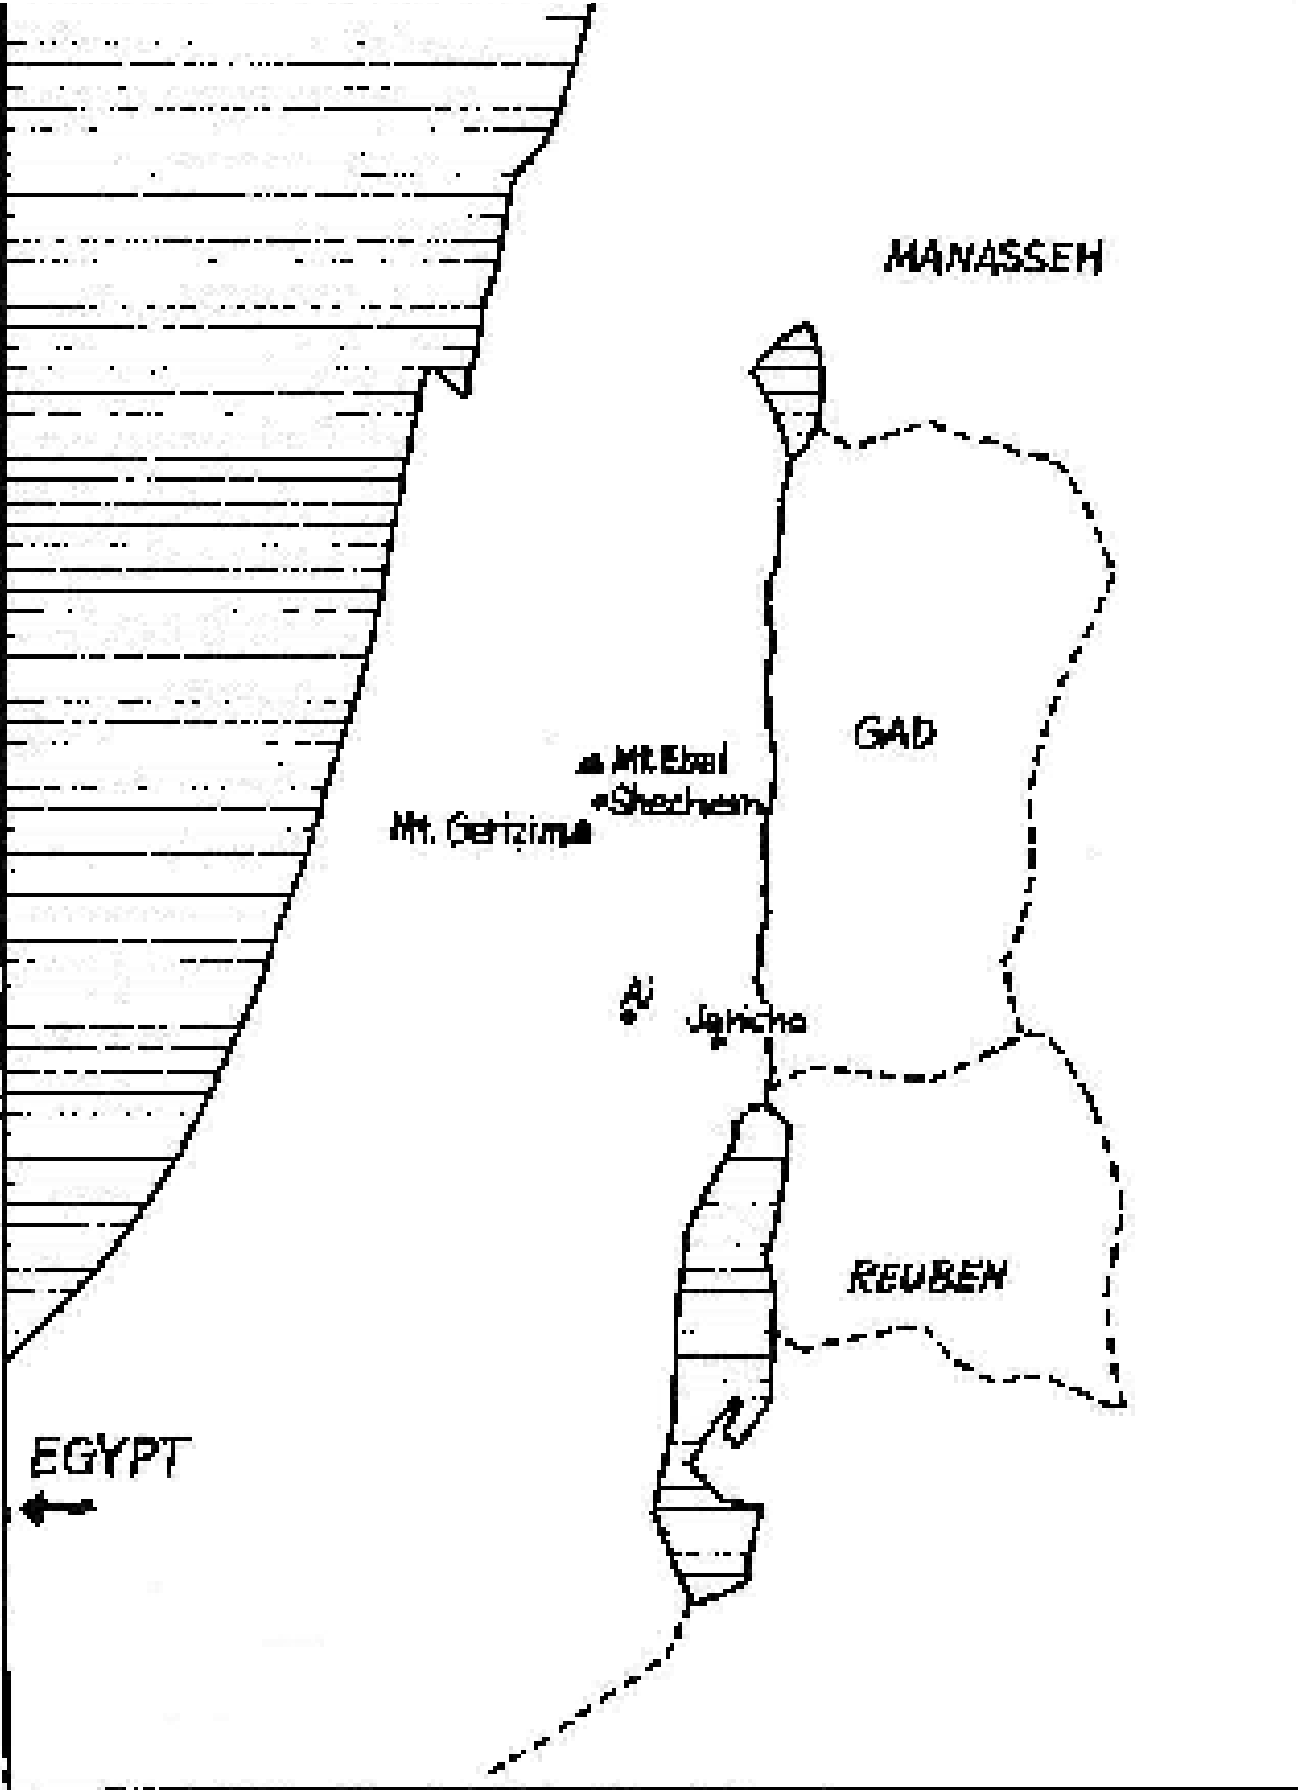 MANASSEH
GAD
Mt. Ebal
Shechem
Mt. Gerizim
Ai
Jericho
REUBEN
EGYPT